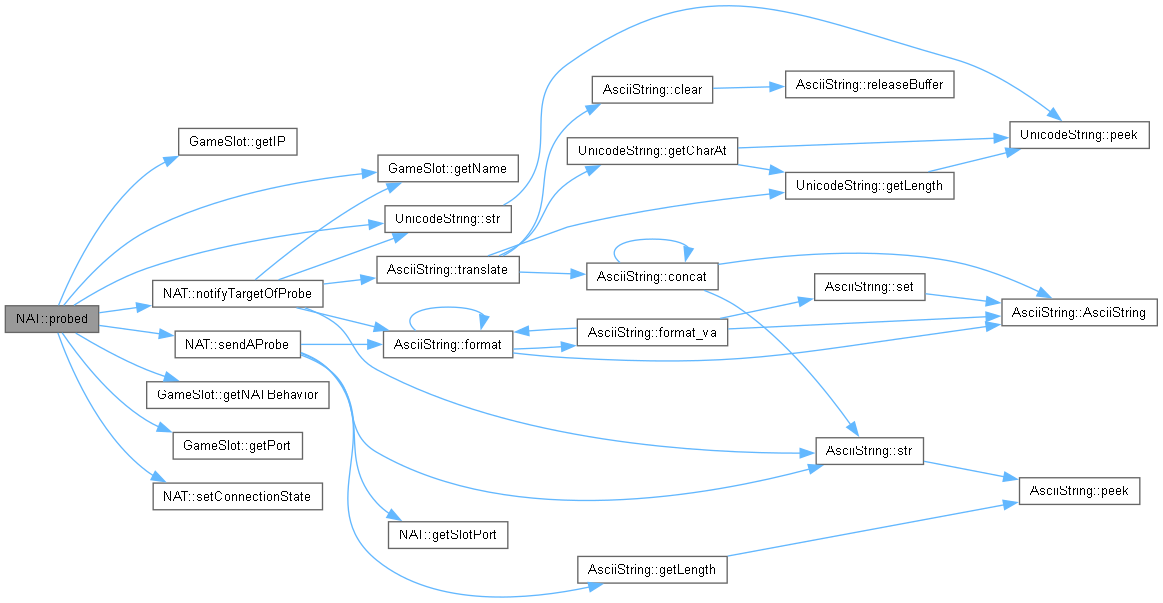 NAT::probed
GameSlot::getIP
GameSlot::getName
UnicodeString::str
NAT::notifyTargetOfProbe
NAT::sendAProbe
GameSlot::getNATBehavior
GameSlot::getPort
NAT::setConnectionState
AsciiString::translate
AsciiString::format
NAT::getSlotPort
AsciiString::clear
UnicodeString::getCharAt
AsciiString::concat
AsciiString::format_va
AsciiString::getLength
AsciiString::releaseBuffer
UnicodeString::getLength
AsciiString::set
AsciiString::str
UnicodeString::peek
AsciiString::AsciiString
AsciiString::peek